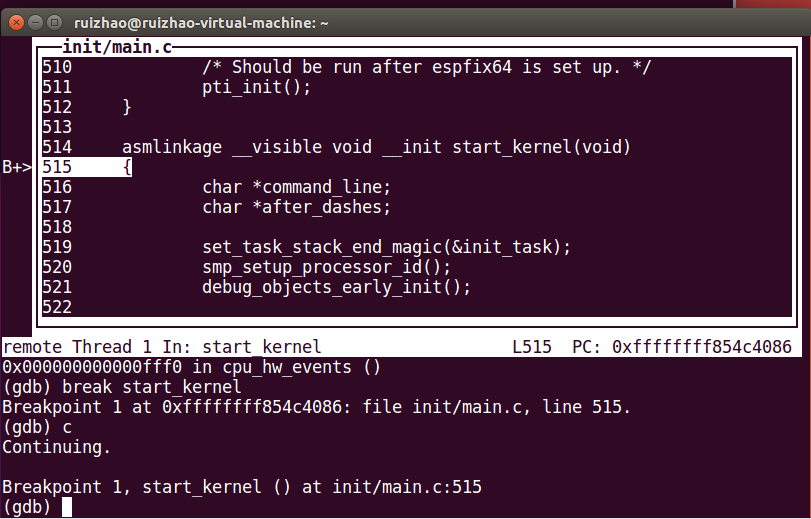 ruizhao@ruizhao-virtual-machine: ~
init/main.c
510 /* Should be run after espfix64 is set up. */
511 pti_init();
512 }
513
514 asmlinkage __visible void __init start_kernel(void)
B+> 515 {
516 char *command_line;
517 char *after_dashes;
518
519 set_task_stack_end_magic(&init_task);
520 smp_setup_processor_id();
521 debug_objects_early_init();
522
remote Thread 1 In: start_kernel L515 PC: 0xffffffff854c4086
0x000000000000fff0 in cpu_hw_events ()
(gdb) break start_kernel
Breakpoint 1 at 0xffffffff854c4086: file init/main.c, line 515.
(gdb) c
Continuing.
Breakpoint 1, start_kernel () at init/main.c:515
(gdb)